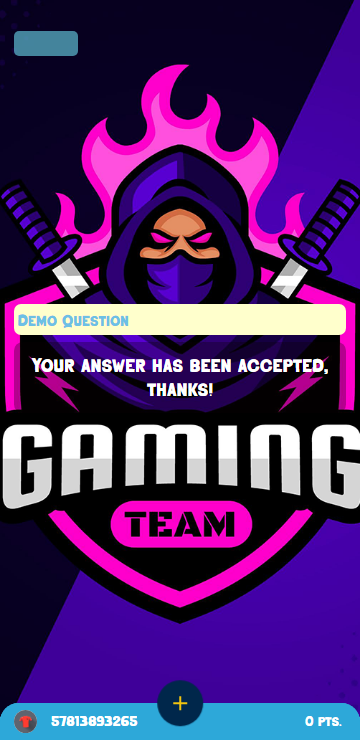 Demo Question
Your answer has been accepted,
thanks!
GAMING
TEAM
+
57813893265
0 pts.